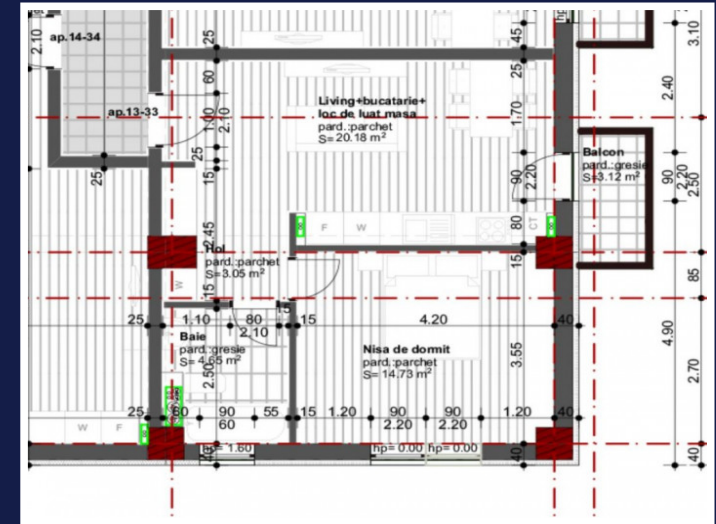 ap.14-34
ap.13-33
Living+bucatarie+
loc de luat masa
pard.:parchet
S= 20.18 m²
Balcon
pard.:gresie
S=3.12 m²
Hol
pard.:parchet
S=3.05 m²
Baie
pard.:gresie
S= 4.65 m²
Nisa de dormit
pard.:parchet
S= 14.73 m²
2.10
25
60
1.00
2.10
25
15
25
2.45
15
45
25
1.70
90
2.20
80
15
3.55
40
3.10
2.40
90
2.20
2.50
85
4.90
2.70
40
25
1.10
80
2.10
15
15
4.20
40
2.50
25
60
90
60
55
15
1.20
90
2.20
90
2.20
1.20
40
40
hp= 1.60
hp= 0.00
hp= 0.00
hp=
F
W
CT
W
W
F